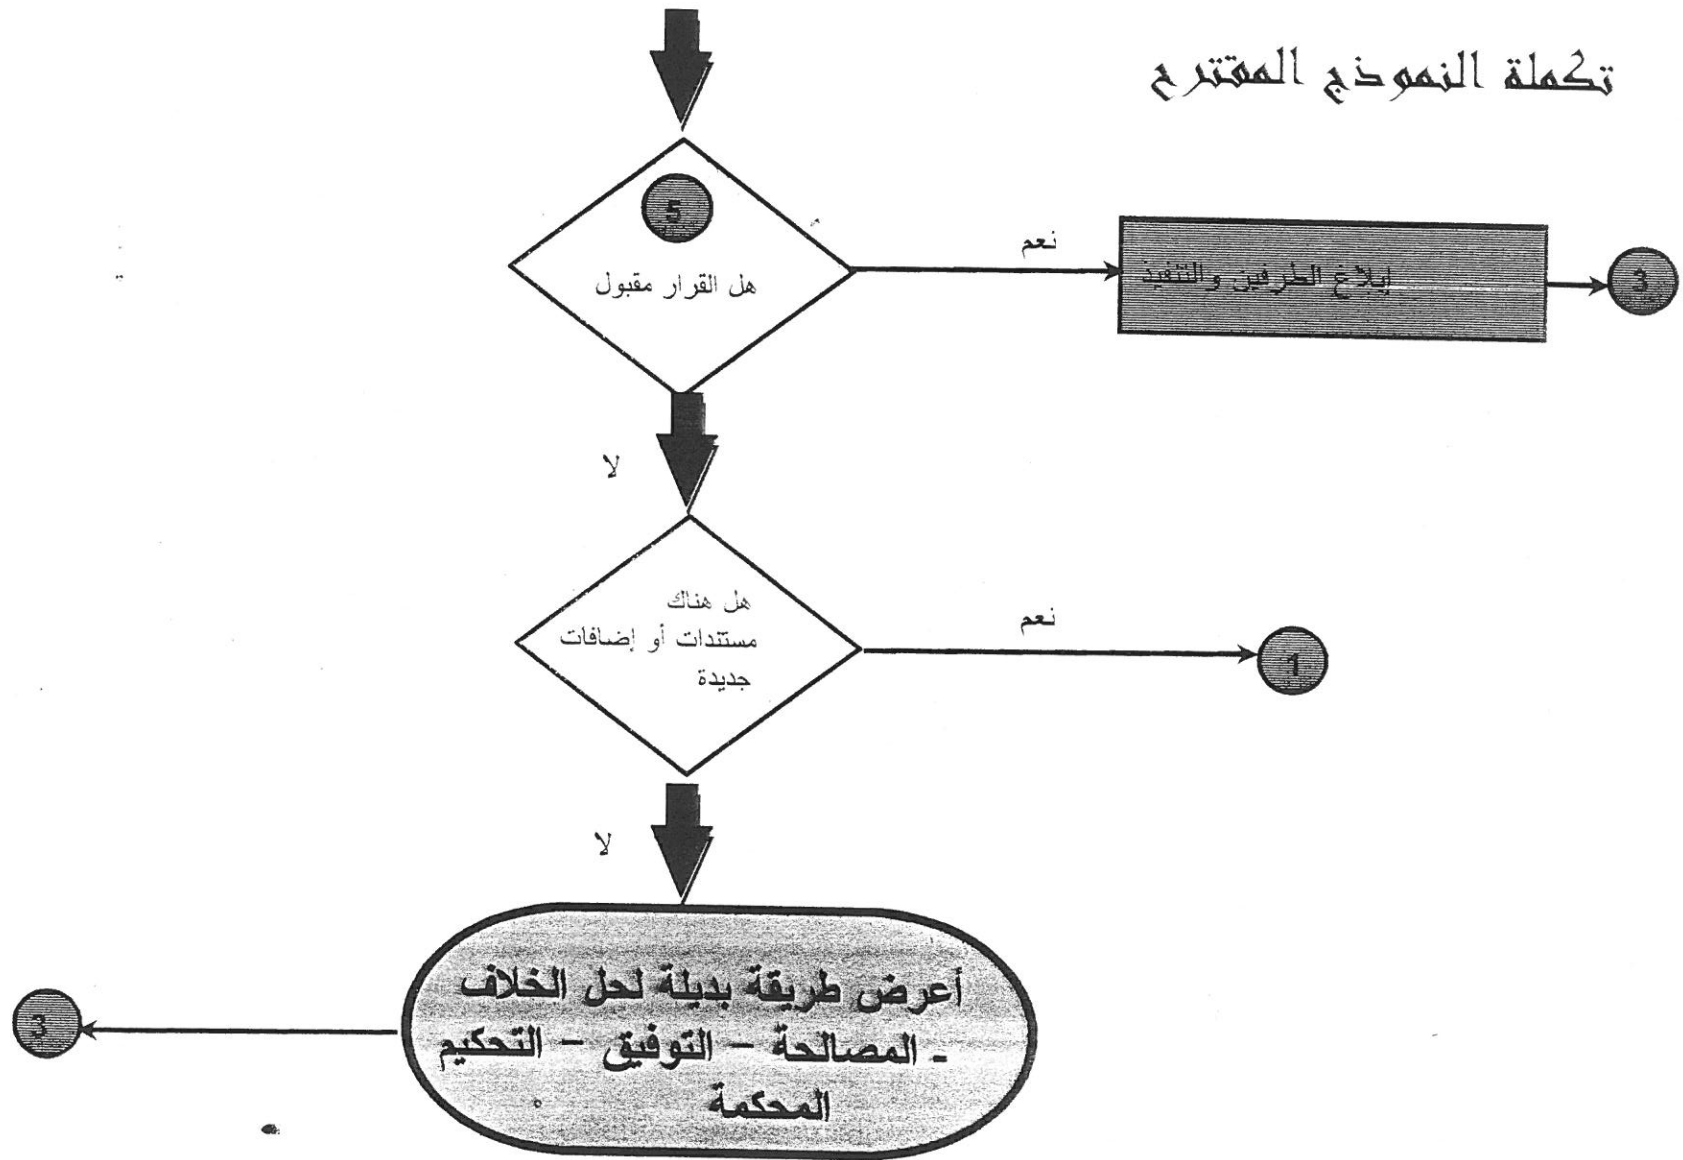 تكملة النموذج المقترح
5
هل القرار مقبول
نعم
إبلاغ الطرفين والتنفيذ
3
لا
هل هناك
مستندات أو إضافات
جديدة
نعم
1
لا
أعرض طريقة بديلة لحل الخلاف
- المصالحة – التوفيق – التحكيم
المحكمة
3